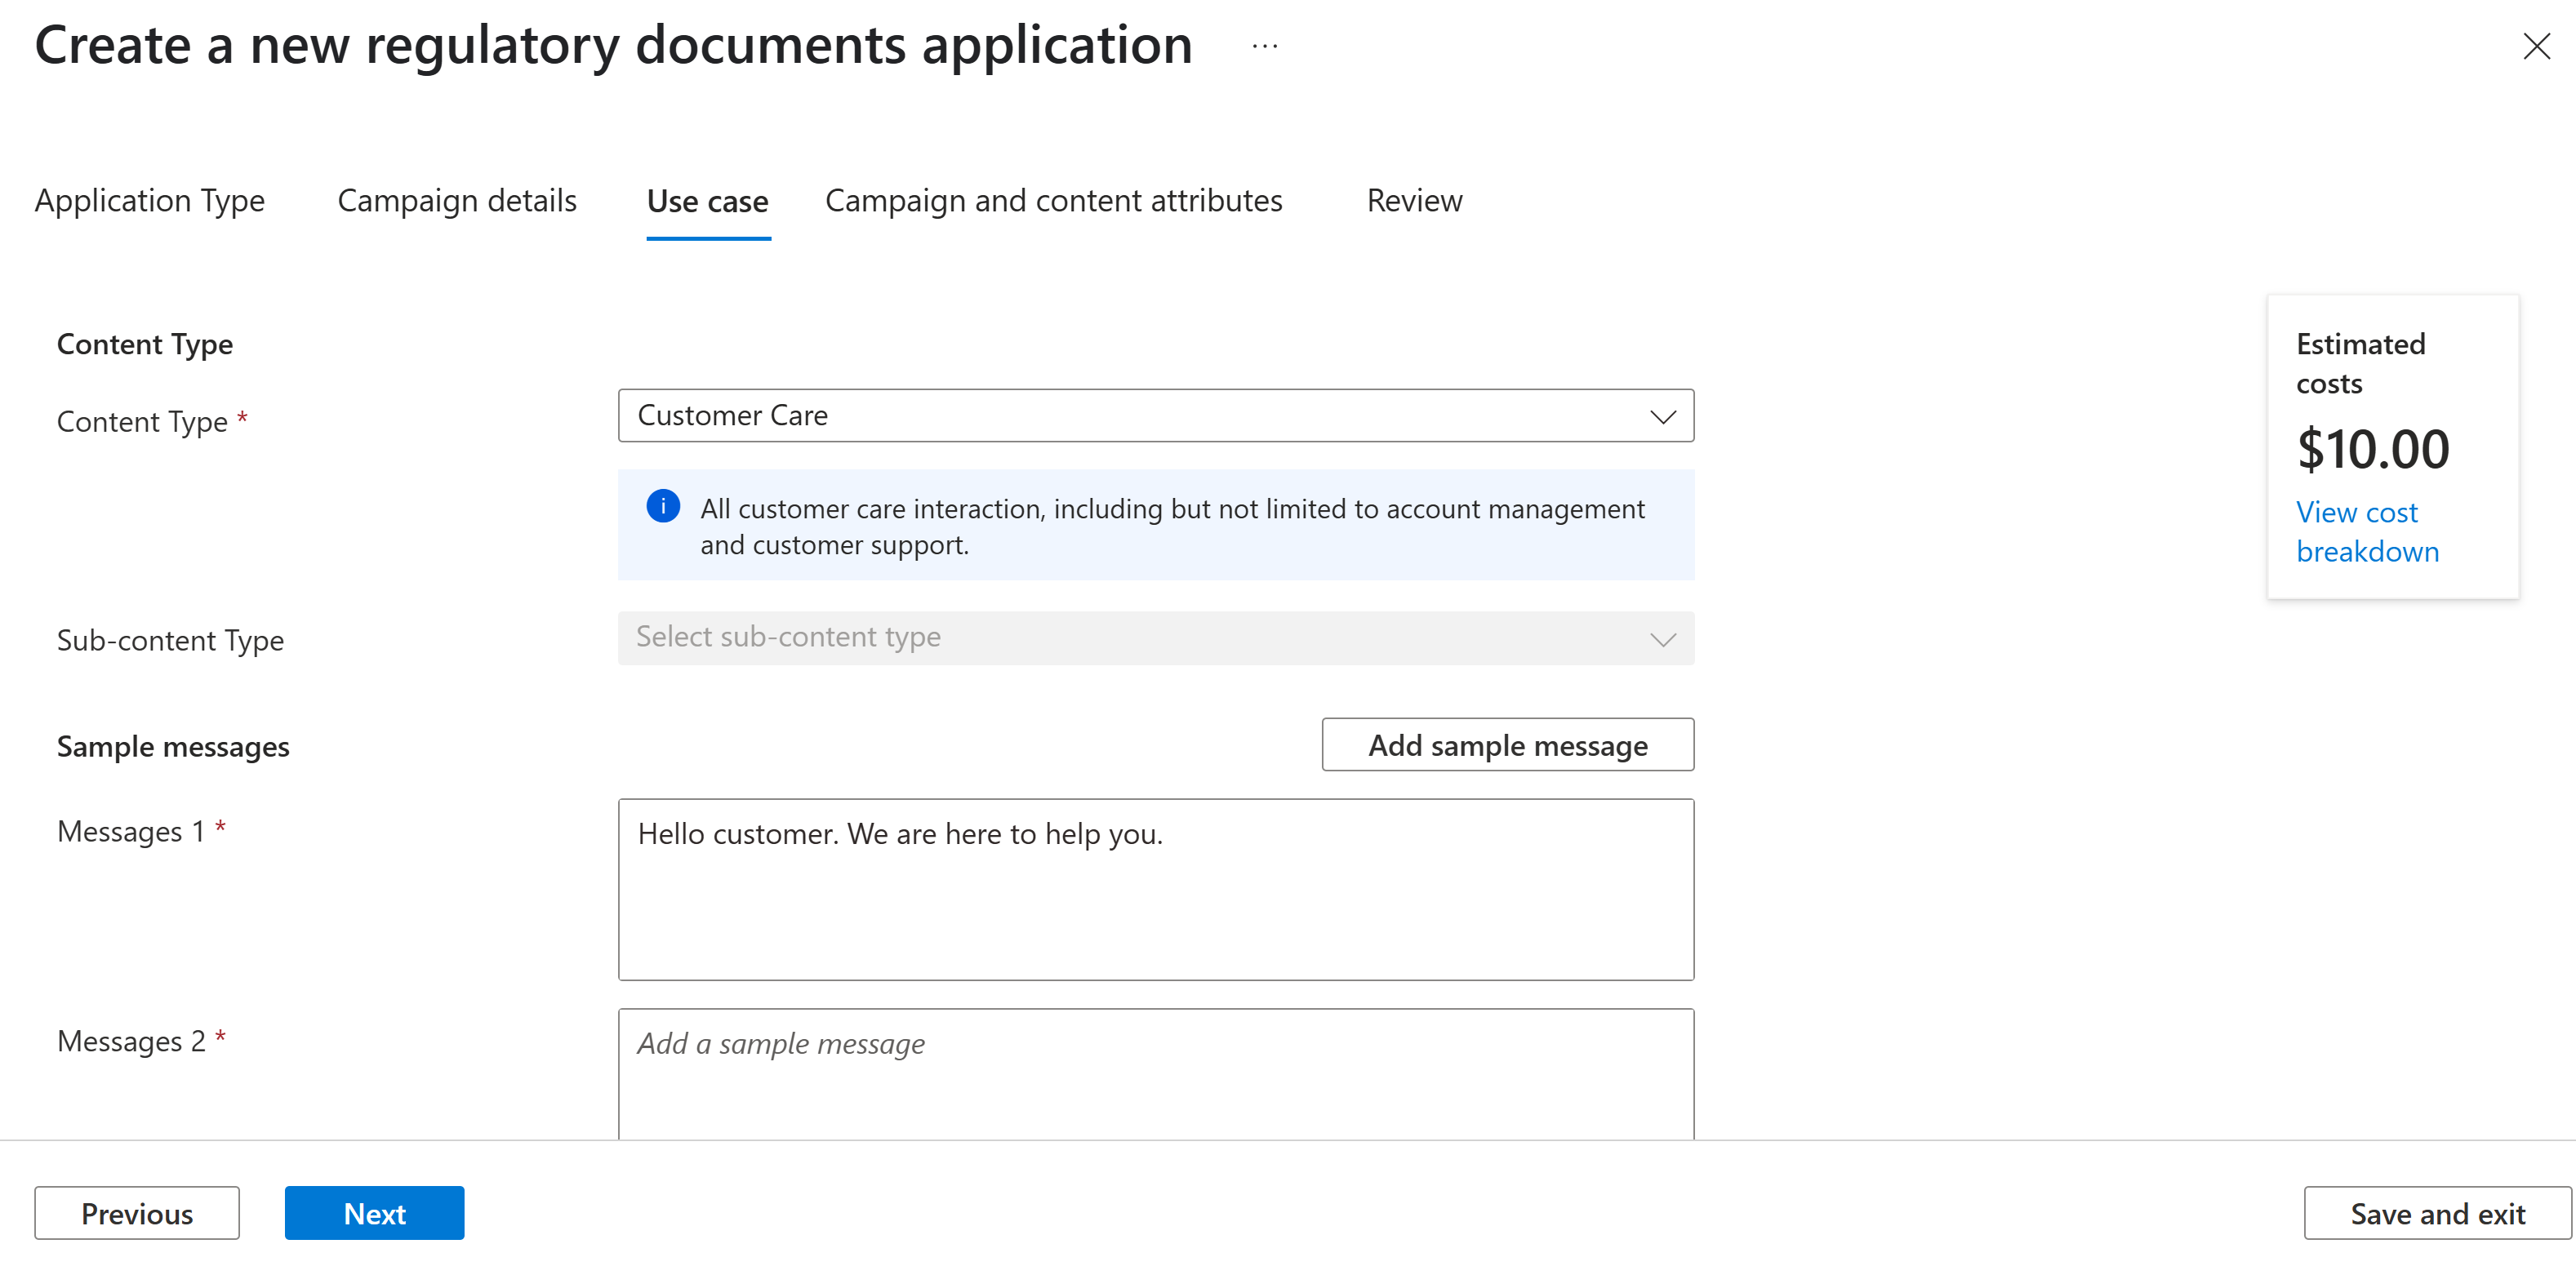 Create a new regulatory documents application ...
Application Type Campaign details Use case Campaign and content attributes Review
Content Type
Content Type * Customer Care
All customer care interaction, including but not limited to account management
and customer support.
Sub-content Type Select sub-content type
Sample messages Add sample message
Messages 1 * Hello customer. We are here to help you.
Messages 2 * Add a sample message
Estimated
costs
$10.00
View cost
breakdown
Previous Next Save and exit